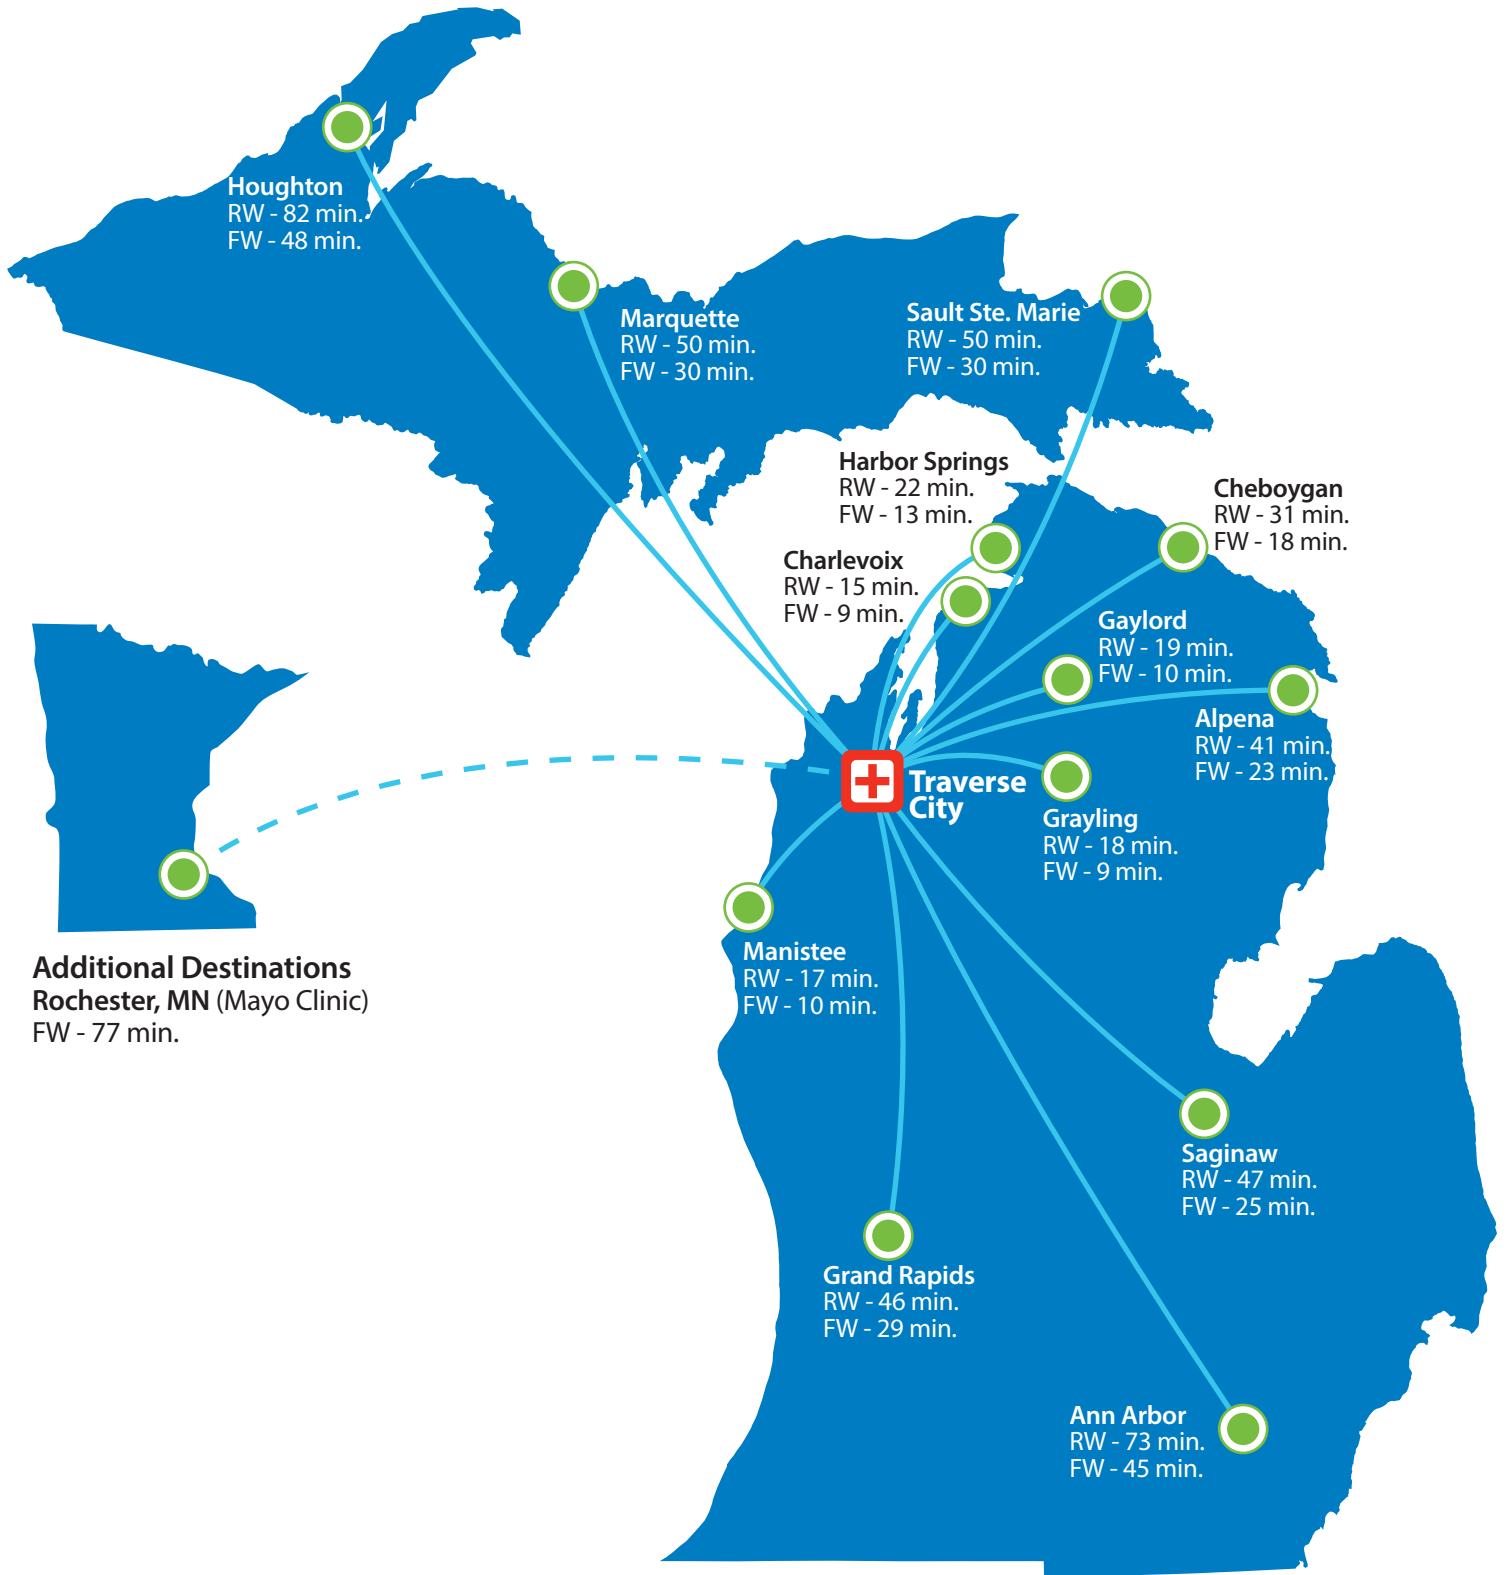 Houghton
RW - 82 min.
FW - 48 min.
Marquette
RW - 50 min.
FW - 30 min.
Sault Ste. Marie
RW - 50 min.
FW - 30 min.
Harbor Springs
RW - 22 min.
FW - 13 min.
Cheboygan
RW - 31 min.
FW - 18 min.
Charlevoix
RW - 15 min.
FW - 9 min.
Gaylord
RW - 19 min.
FW - 10 min.
Alpena
RW - 41 min.
FW - 23 min.
Traverse
City
Grayling
RW - 18 min.
FW - 9 min.
Manistee
RW - 17 min.
FW - 10 min.
Additional Destinations
Rochester, MN (Mayo Clinic)
FW - 77 min.
Saginaw
RW - 47 min.
FW - 25 min.
Grand Rapids
RW - 46 min.
FW - 29 min.
Ann Arbor
RW - 73 min.
FW - 45 min.